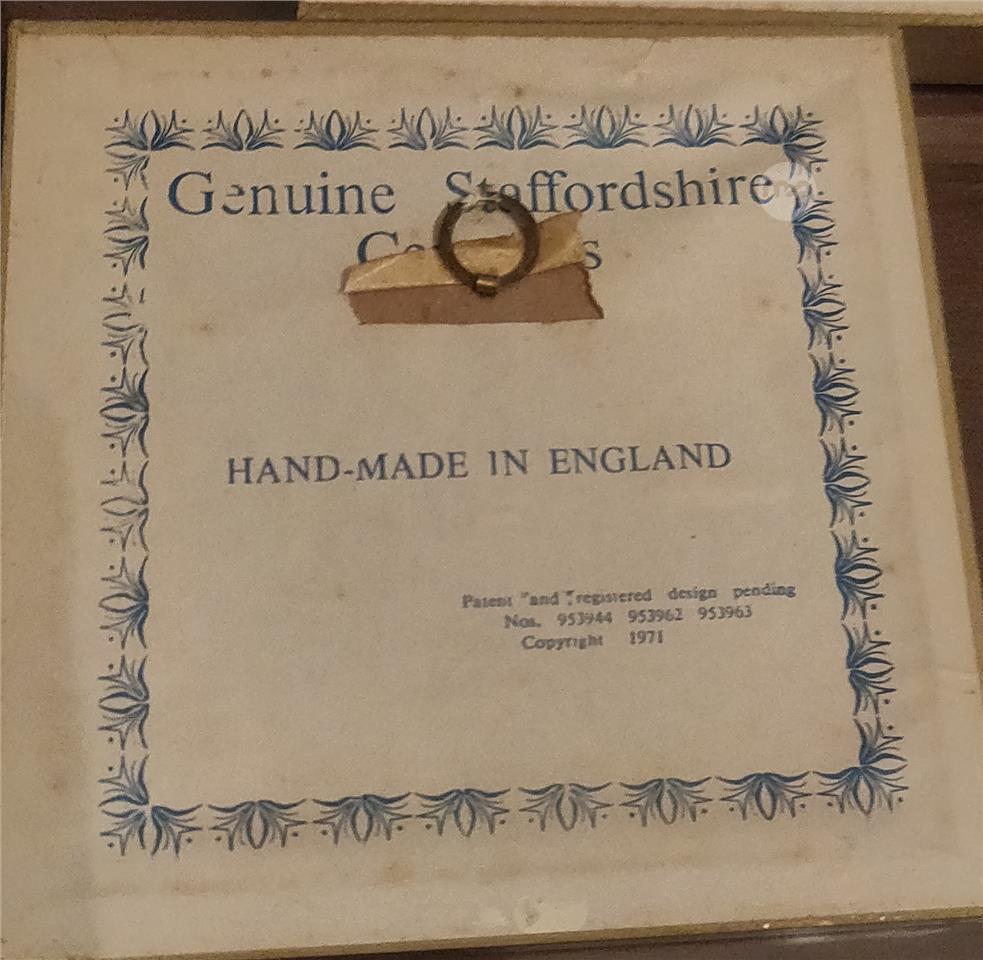 Genuine Staffordshire
HAND-MADE IN ENGLAND
Patent and registered design pending
Nos. 953944 953962 953963
Copyright 1971